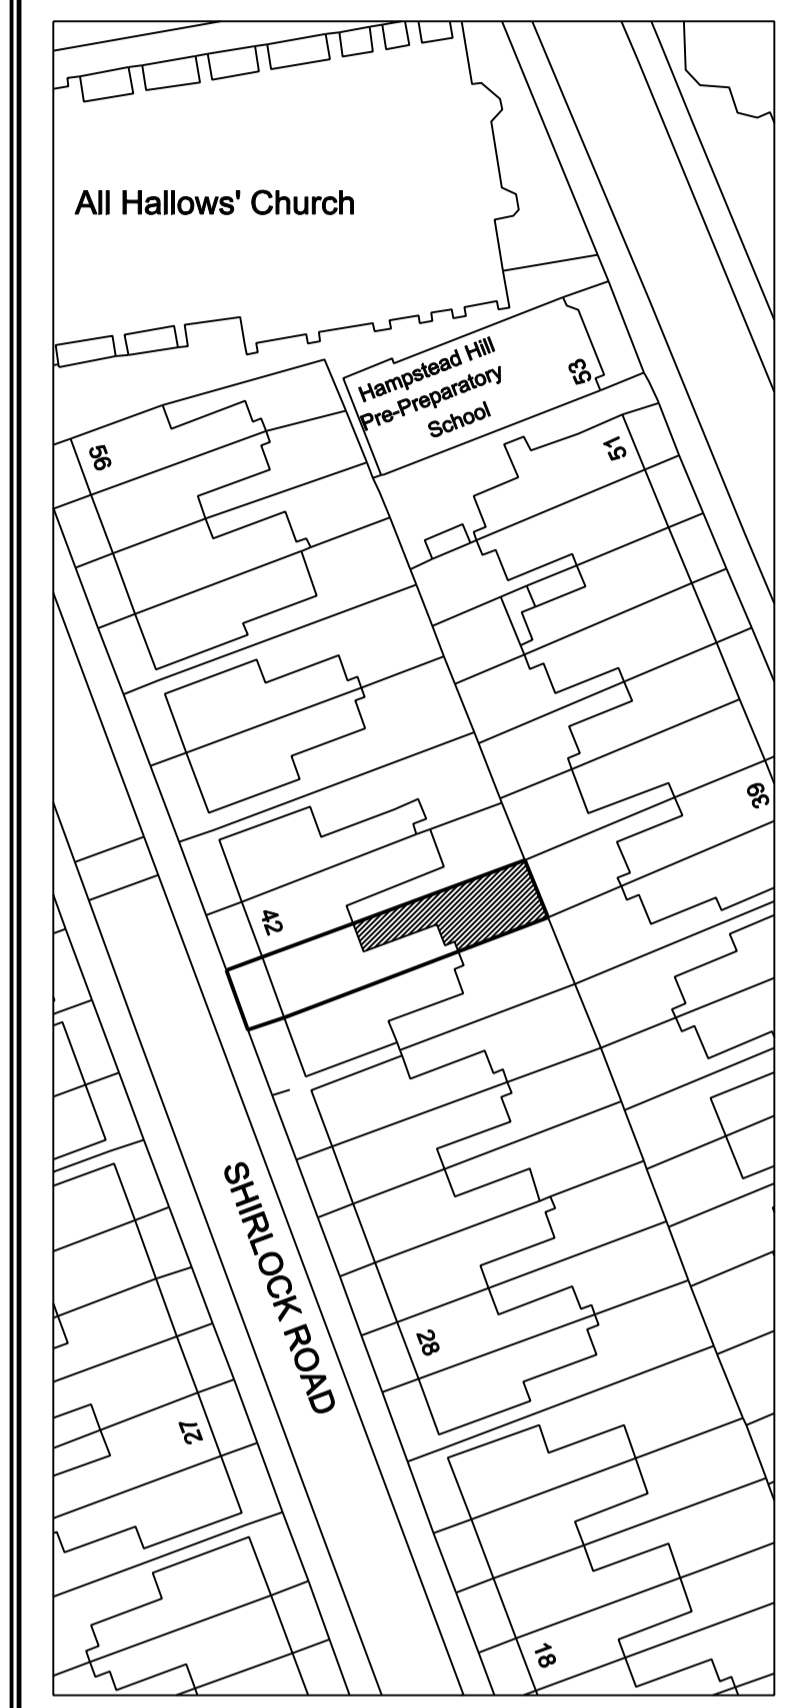 All Hallows' Church
Hampstead Hill
Pre-Preparatory
School
53
51
56
39
42
SHIRLOCK ROAD
28
27
18